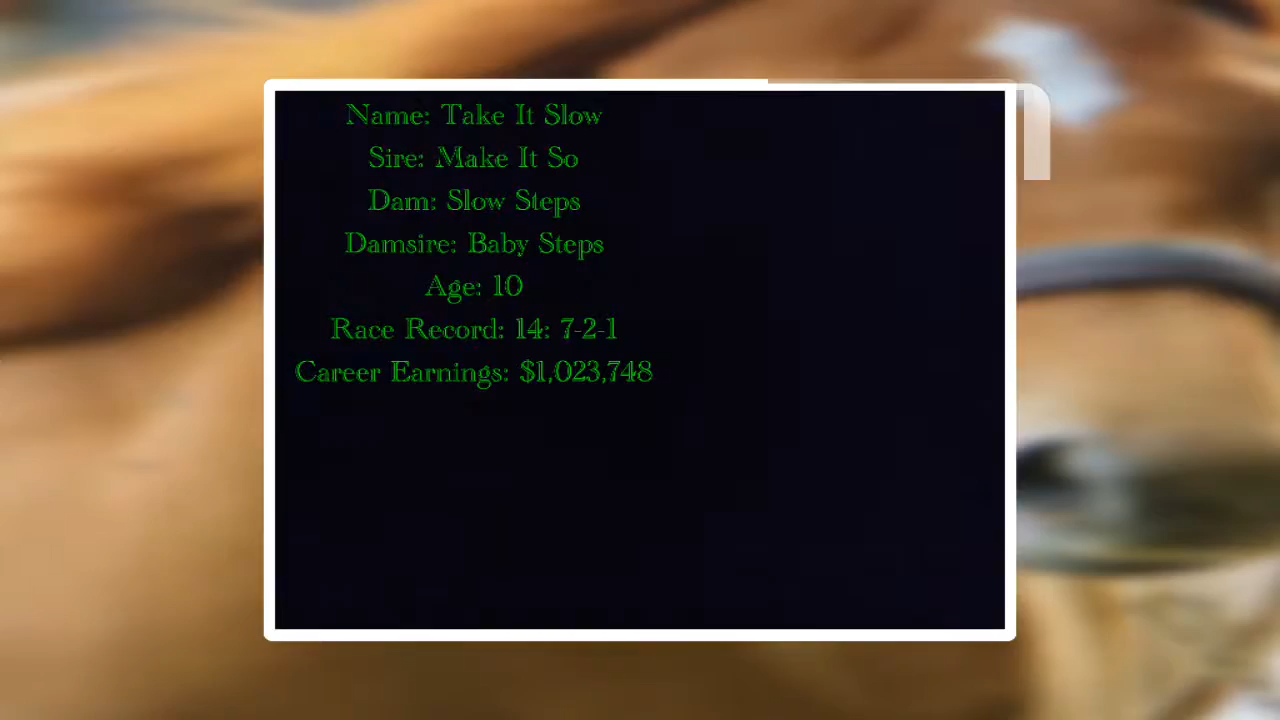 Name: Take It Slow
Sire: Make It So
Dam: Slow Steps
Damsire: Baby Steps
Age: 10
Race Record: 14: 7-2-1
Career Earnings: $1,023,748